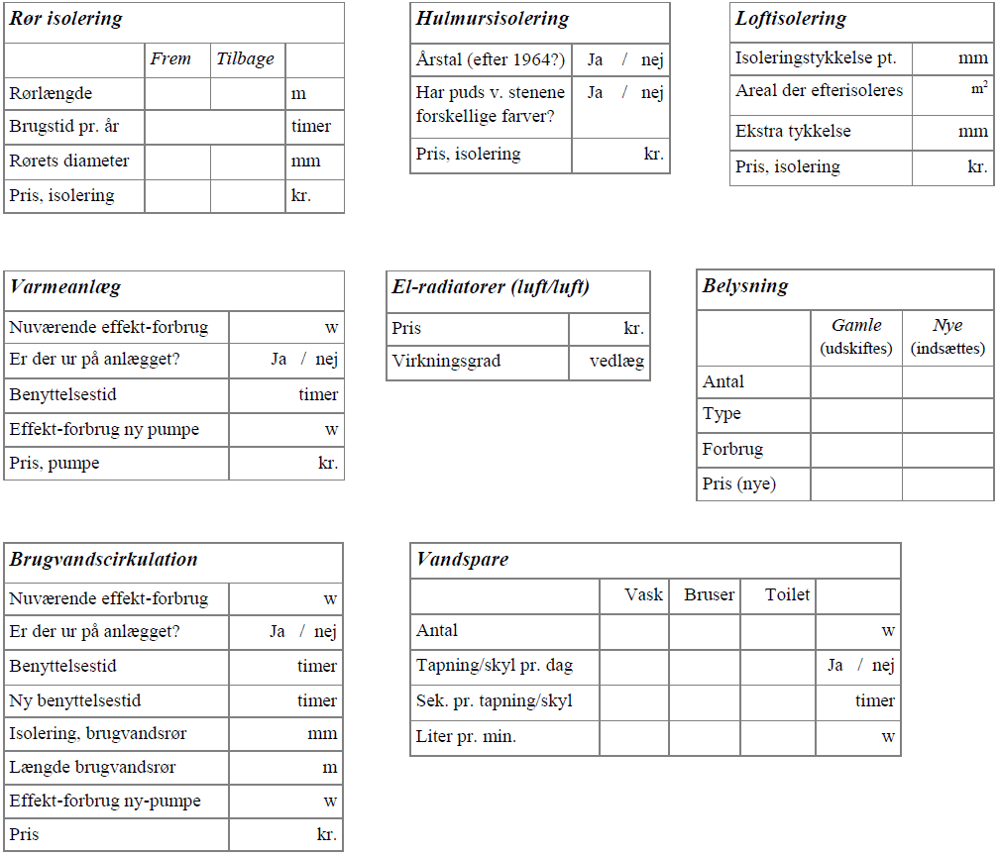 Rør isolering
Frem Tilbage
Rørlængde m
Brugstid pr. år timer
Rørets diameter mm
Pris, isolering kr.
Hulmursisolering
Årstal (efter 1964?) Ja / nej
Har puds v. stenene Ja / nej
forskellige farver?
Pris, isolering kr.
Loftisolering
Isoleringstykkelse pt. mm
Areal der efterisoleres m²
Ekstra tykkelse mm
Pris, isolering kr.
Varmeanlæg
Nuværende effekt-forbrug w
Er der ur på anlægget? Ja / nej
Benyttelsestid timer
Effekt-forbrug ny pumpe w
Pris, pumpe kr.
El-radiatorer (luft/luft)
Pris kr.
Virkningsgrad vedlæg
Belysning
Gamle Nye
(udskiftes) (indsættes)
Antal
Type
Forbrug
Pris (nye)
Brugvandscirkulation
Nuværende effekt-forbrug w
Er der ur på anlægget? Ja / nej
Benyttelsestid timer
Ny benyttelsestid timer
Isolering, brugvandsrør mm
Længde brugvandsrør m
Effekt-forbrug ny-pumpe w
Pris kr.
Vandspare
Vask Bruser Toilet
Antal w
Tapning/skyl pr. dag Ja / nej
Sek. pr. tapning/skyl timer
Liter pr. min. w